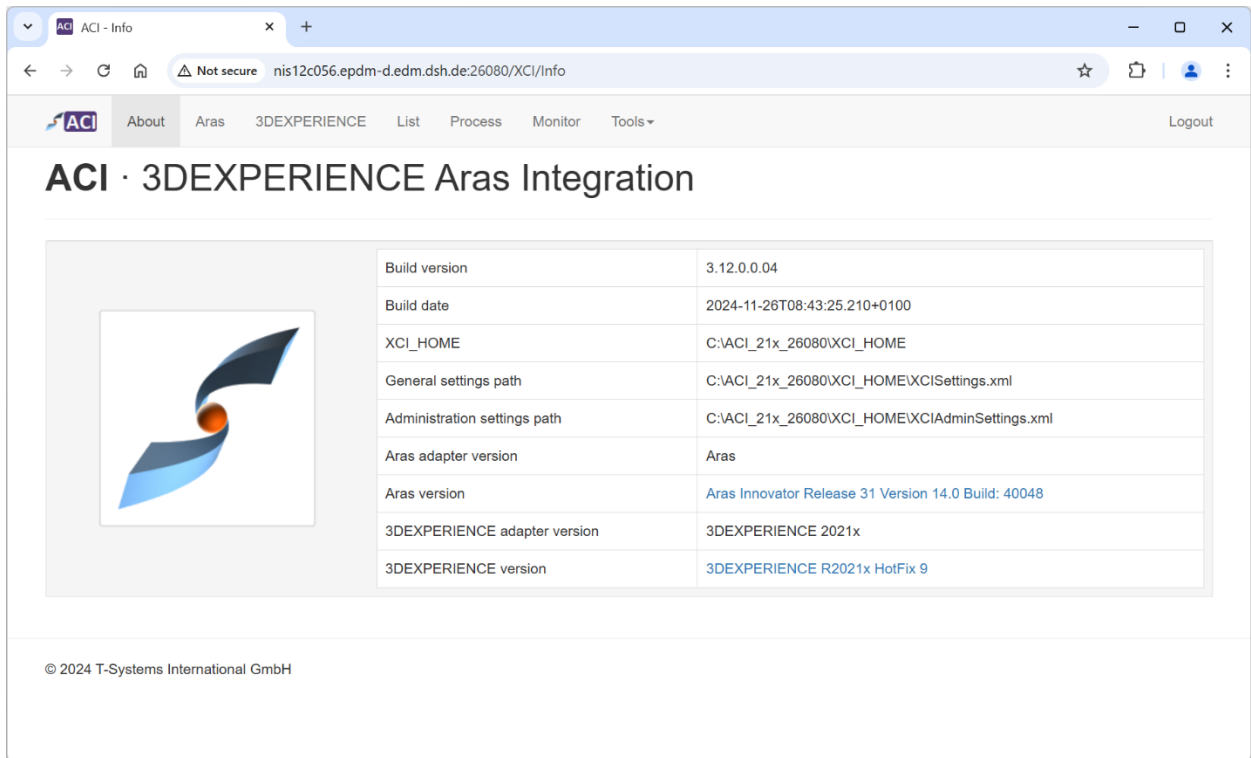 ACI ACI - Info
Not secure nis12c056.epdm-d.edm.dsh.de:26080/XCI/Info
ACI About Aras 3DEXPERIENCE List Process Monitor Tools Logout
ACI · 3DEXPERIENCE Aras Integration
Build version 3.12.0.0.04
Build date 2024-11-26T08:43:25.210+0100
XCI_HOME C:\ACI_21x_26080\XCI_HOME
General settings path C:\ACI_21x_26080\XCI_HOME\XCISettings.xml
Administration settings path C:\ACI_21x_26080\XCI_HOME\XCIAdminSettings.xml
Aras adapter version Aras
Aras version Aras Innovator Release 31 Version 14.0 Build: 40048
3DEXPERIENCE adapter version 3DEXPERIENCE 2021x
3DEXPERIENCE version 3DEXPERIENCE R2021x HotFix 9
© 2024 T-Systems International GmbH